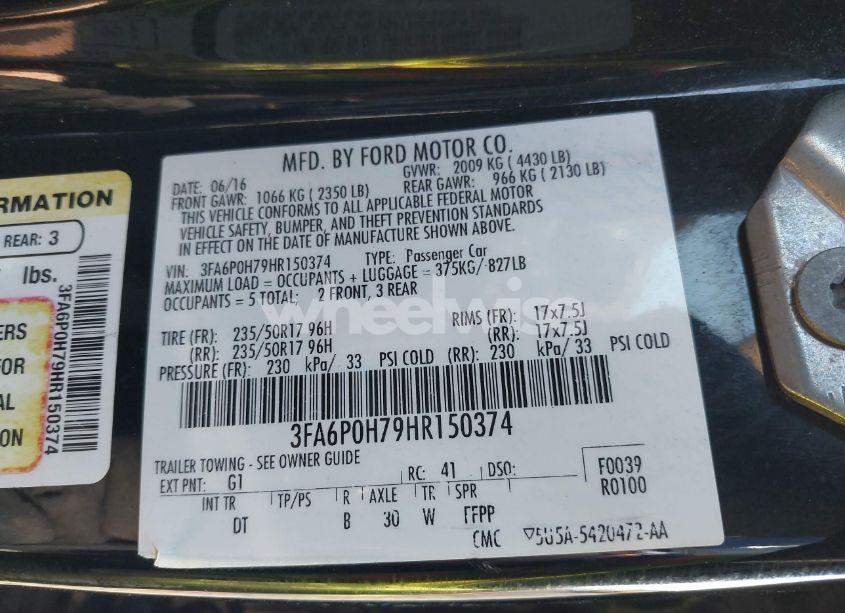 MFD. BY FORD MOTOR CO.
DATE: 06/16 GVWR: 2009 KG ( 4430 LB)
FRONT GAWR: 1066 KG ( 2350 LB) REAR GAWR: 966 KG ( 2130 LB)
THIS VEHICLE CONFORMS TO ALL APPLICABLE FEDERAL MOTOR
VEHICLE SAFETY, BUMPER, AND THEFT PREVENTION STANDARDS
IN EFFECT ON THE DATE OF MANUFACTURE SHOWN ABOVE.
VIN: 3FA6P0H79HR150374 TYPE: Passenger Car
MAXIMUM LOAD = OCCUPANTS + LUGGAGE = 375KG/ 827LB
OCCUPANTS = 5 TOTAL; 2 FRONT, 3 REAR
wheelwise
TIRE (FR): 235/50R17 96H RIMS (FR): 17x7.5J
(RR): 235/50R17 96H (RR): 17x7.5J
PRESSURE (FR): 230 kPa/ 33 PSI COLD (RR): 230 kPa/ 33 PSI COLD
3FA6P0H79HR150374
TRAILER TOWING - SEE OWNER GUIDE
EXT PNT: G1 RC: 41 DSO: F0039
R0100
INT TR TP/PS R AXLE TR SPR
DT B 30 W FFPP
CMC 5U5A-5420472-AA
RMATION
REAR: 3
lbs.
ERS
FOR
AL
ION
3FA6P0H79HR150374